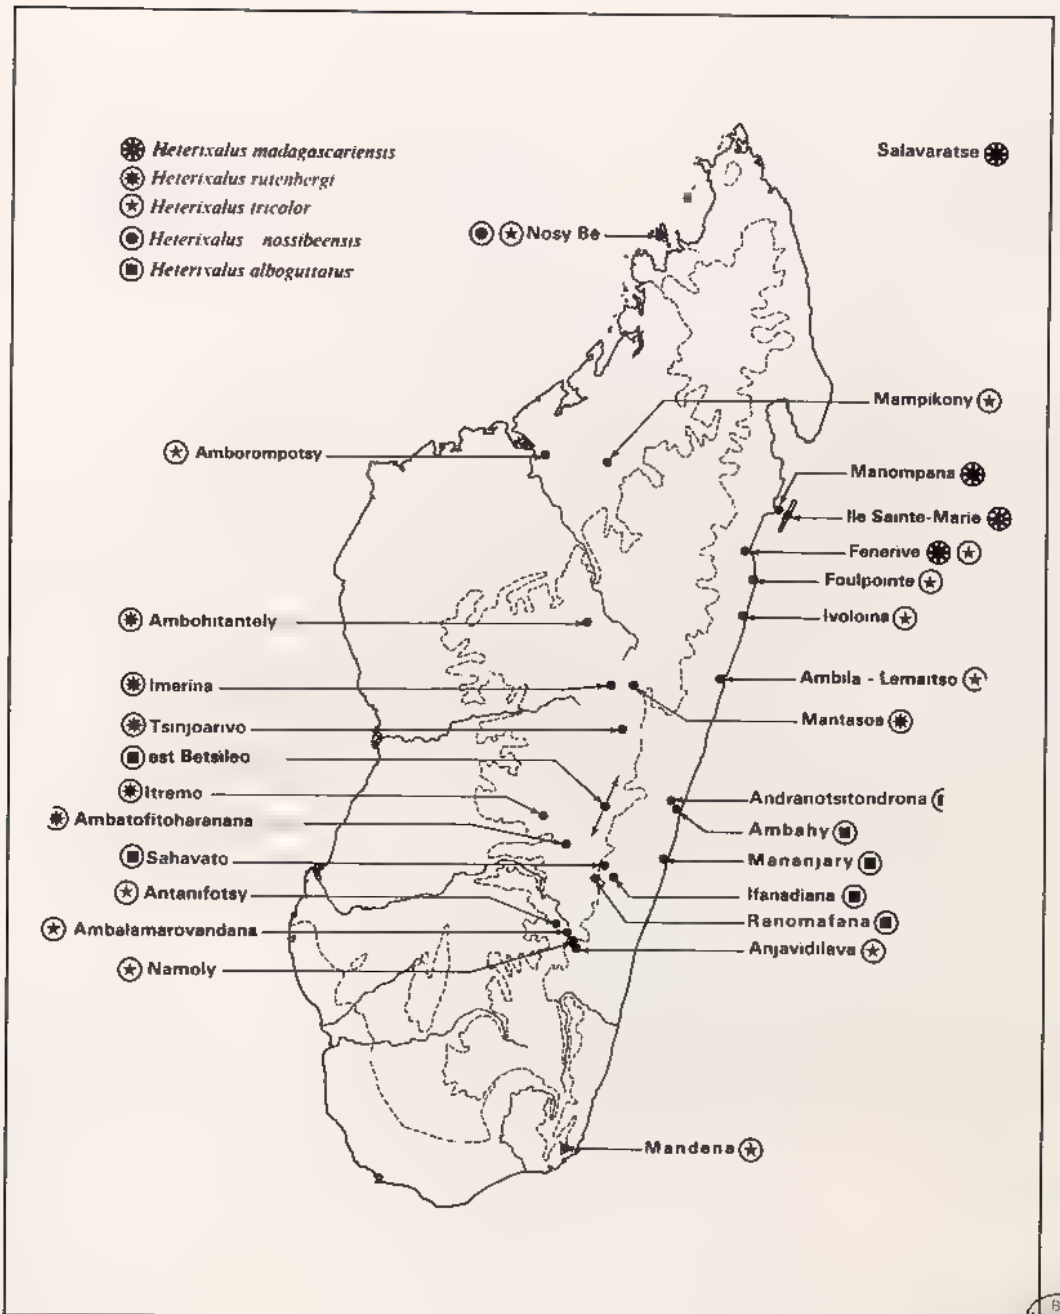 Heterixalus madagascariensis
Heterixalus rutenbergi
Heterixalus tricolor
Heterixalus nossibeensis
Heterixalus alboguttatus
Salavaratse
Nosy Be
Mampikony
Amborompotsy
Manompana
Ile Sainte-Marie
Fenerive
Foulpointe
Ivoloina
Ambohitantely
Ambila - Lemaitso
Imerina
Mantasoa
Tsinjoarivo
est Betsileo
Itremo
Andranotsitondrona
Ambatofitoharanana
Ambahy
Sahavato
Mananjary
Antanifotsy
Ifanadiana
Ranomafana
Ambalamarovandana
Anjavidilava
Namoly
Mandena